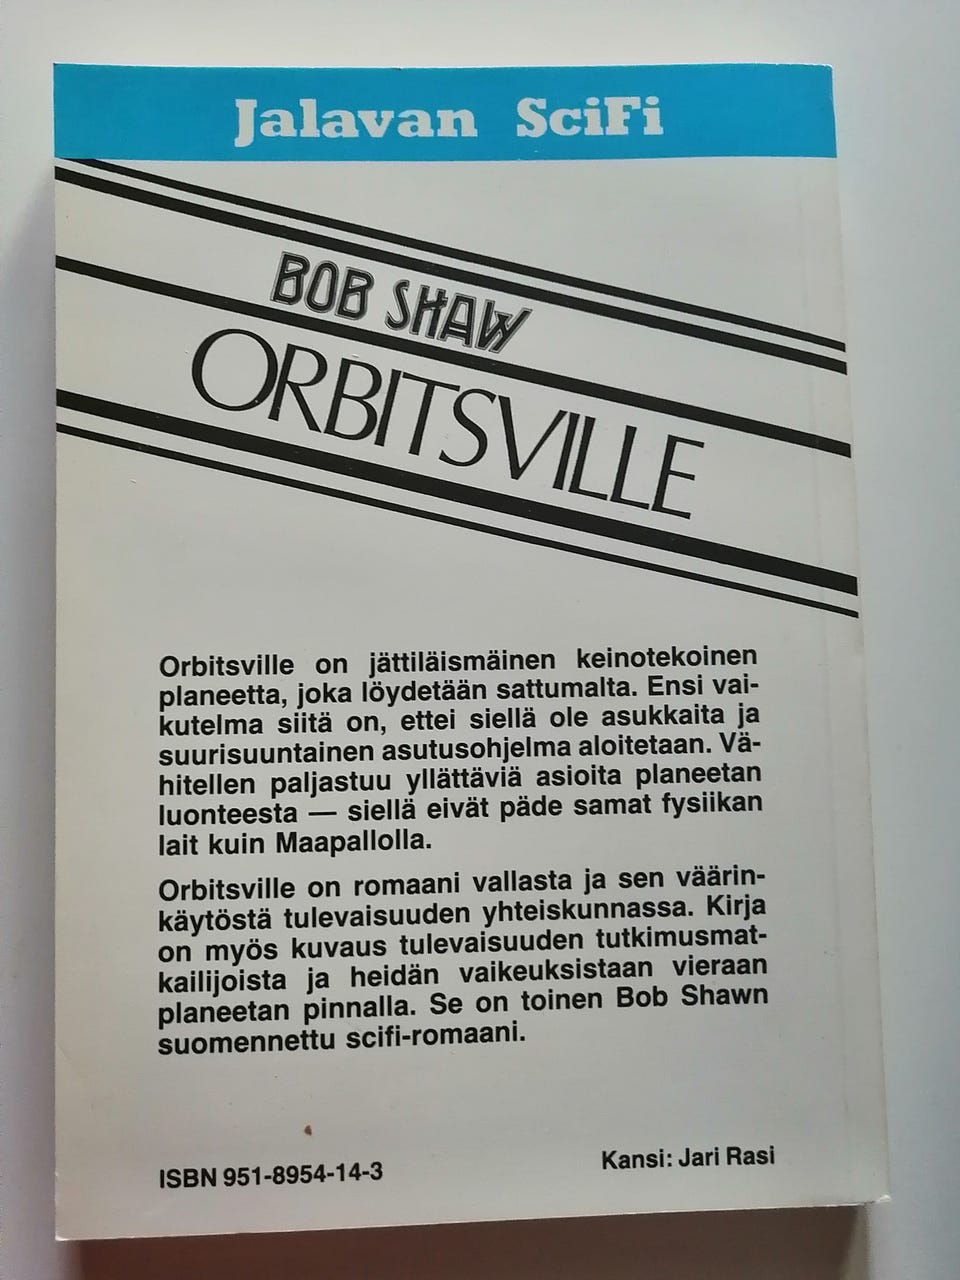 Jalavan SciFi
BOB SHAW
ORBITSVILLE
Orbitsville on jättiläismäinen keinotekoinen
planeetta, joka löydetään sattumalta. Ensi vai-
kutelma siitä on, ettei siellä ole asukkaita ja
suurisuuntainen asutusohjelma aloitetaan. Vä-
hitellen paljastuu yllättäviä asioita planeetan
luonteesta — siellä eivät päde samat fysiikan
lait kuin Maapallolla.
Orbitsville on romaani vallasta ja sen väärin-
käytöstä tulevaisuuden yhteiskunnassa. Kirja
on myös kuvaus tulevaisuuden tutkimusmat-
kailijoista ja heidän vaikeuksistaan vieraan
planeetan pinnalla. Se on toinen Bob Shawn
suomennettu scifi-romaani.
ISBN 951-8954-14-3
Kansi: Jari Rasi